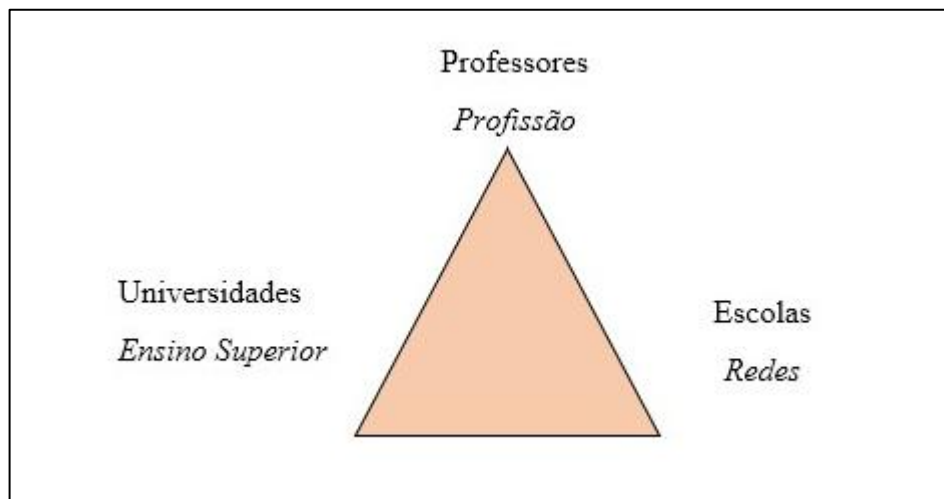 Professores
Profissão
Universidades
Ensino Superior
Escolas
Redes